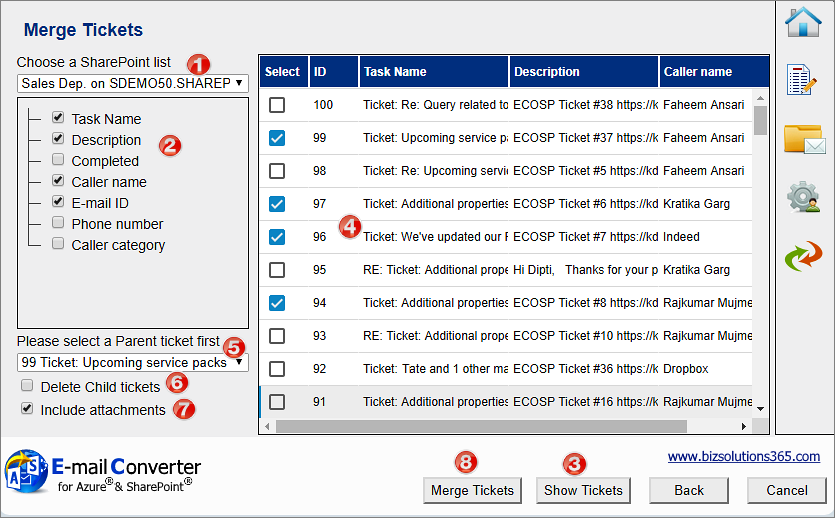 Merge Tickets
Choose a SharePoint list
1
Sales Dep. on SDEMO50.SHAREP
Task Name
Description
2
Completed
Caller name
E-mail ID
Phone number
Caller category
Please select a Parent ticket first
5
99 Ticket: Upcoming service packs
Delete Child tickets
6
Include attachments
7
Select ID Task Name Description Caller name
100 Ticket: Re: Query related to ECOSP Ticket #38 https://k Faheem Ansari
99 Ticket: Upcoming service pa ECOSP Ticket #37 https://k Faheem Ansari
98 Ticket: Re: Upcoming servic ECOSP Ticket #5 https://kd Faheem Ansari
97 Ticket: Additional properties ECOSP Ticket #6 https://kd Kratika Garg
4
96 Ticket: We've updated our P ECOSP Ticket #7 https://kd Indeed
95 RE: Ticket: Additional prope Hi Dipti, Thanks for your p Kratika Garg
94 Ticket: Additional properties ECOSP Ticket #8 https://kd Rajkumar Mujme
93 RE: Ticket: Additional prope ECOSP Ticket #10 https://k Rajkumar Mujme
92 Ticket: Tate and 1 other ma ECOSP Ticket #36 https://k Dropbox
91 Ticket: Additional properties ECOSP Ticket #16 https://k Rajkumar Mujme
A S
E-mail Converter
for Azure® & SharePoint®
www.bizsolutions365.com
8
3
Merge Tickets Show Tickets Back Cancel